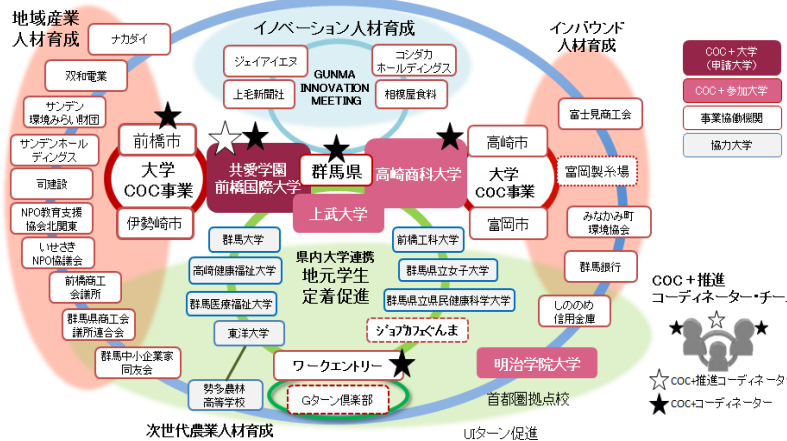 地域産業
人材育成
ナカダイ
双和電業
サンデン
環境みらい財団
サンデンホール
ディングス
司建設
NPO教育支援
協会北関東
いせさき
NPO協議会
前橋商工
会議所
群馬県商工会
議所連合会
群馬中小企業家
同友会
前橋市
大学
COC事業
伊勢崎市
イノベーション人材育成
ジェイアイエヌ
コシダカ
ホールディングス
GUNMA
INNOVATION
MEETING
上毛新聞社
相模屋食料
共愛学園
前橋国際大学
群馬県
高崎商科大学
上武大学
高崎市
大学
COC事業
富岡市
インバウンド
人材育成
富士見商工会
富岡製糸場
みなかみ町
環境協会
群馬銀行
しののめ
信用金庫
県内大学連携
地元学生
定着促進
群馬大学
高崎健康福祉大学
群馬医療福祉大学
東洋大学
前橋工科大学
群馬県立女子大学
群馬県立県民健康科学大学
ジョブカフェぐんま
ワークエントリー
Gターン倶楽部
勢多農林
高等学校
次世代農業人材育成
明治学院大学
首都圏拠点校
UIターン促進
COC+大学
(申請大学)
COC+参加大学
事業協働機関
協力大学
COC+推進
コーディネーター・チーム
☆COC+推進コーディネーター
★COC+コーディネーター